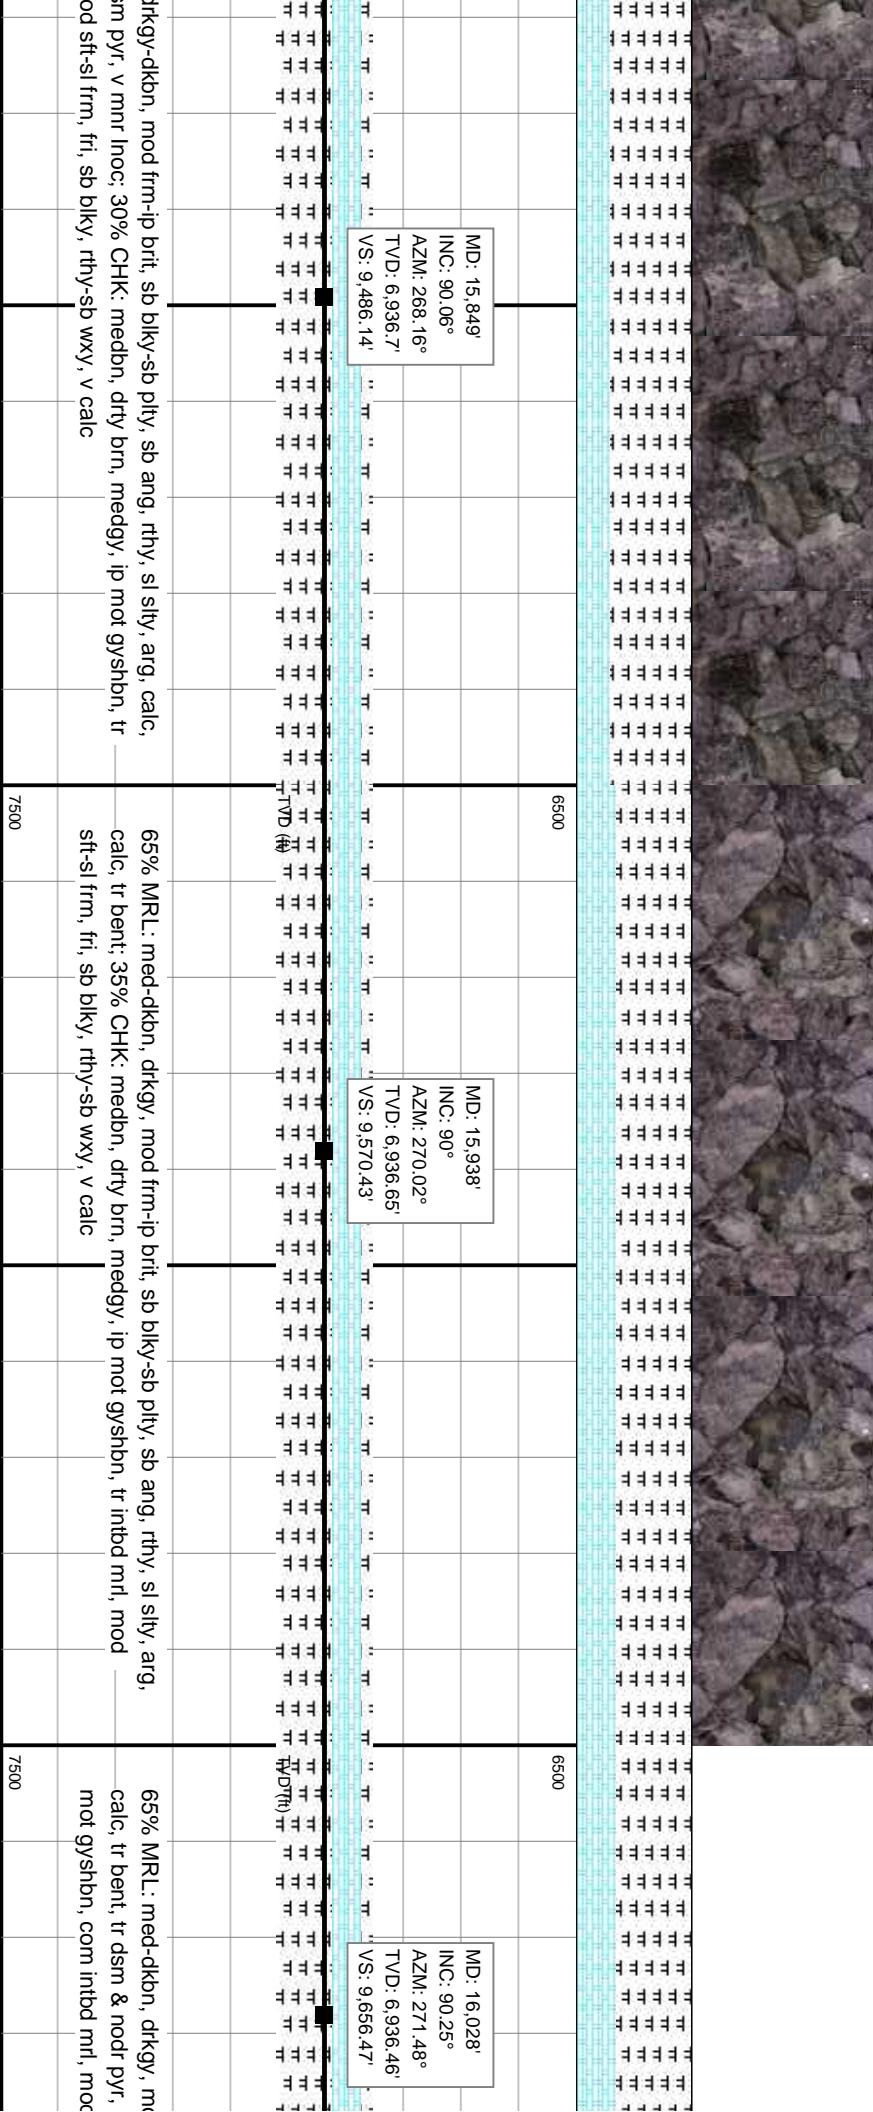 drkgy-dkbn, mod frm-ip brit, sb blky-sb plty, sb ang, rthy, sl slty, arg, calc,
sm pyr, v mnr Inoc; 30% CHK: medbn, drty brn, medgy, ip mot gyshbn, tr
od sft-sl frm, fri, sb blky, rthy-sb wxy, v calc
MD: 15,849'
INC: 90.06°
AZM: 268.16°
TVD: 6,936.7'
VS: 9,486.14'
6500
TVD (ft)
7500
65% MRL: med-dkbn, drkgy, mod frm-ip brit, sb blky-sb plty, sb ang, rthy, sl slty, arg,
calc, tr bent; 35% CHK: medbn, drty brn, medgy, ip mot gyshbn, tr intbd mrl, mod
sft-sl frm, fri, sb blky, rthy-sb wxy, v calc
MD: 15,938'
INC: 90°
AZM: 270.02°
TVD: 6,936.65'
VS: 9,570.43'
6500
TVD (ft)
7500
65% MRL: med-dkbn, drkgy, mo
calc, tr bent, tr dsm & nodr pyr,
mot gyshbn, com intbd mrl, mod
MD: 16,028'
INC: 90.25°
AZM: 271.48°
TVD: 6,936.46'
VS: 9,656.47'